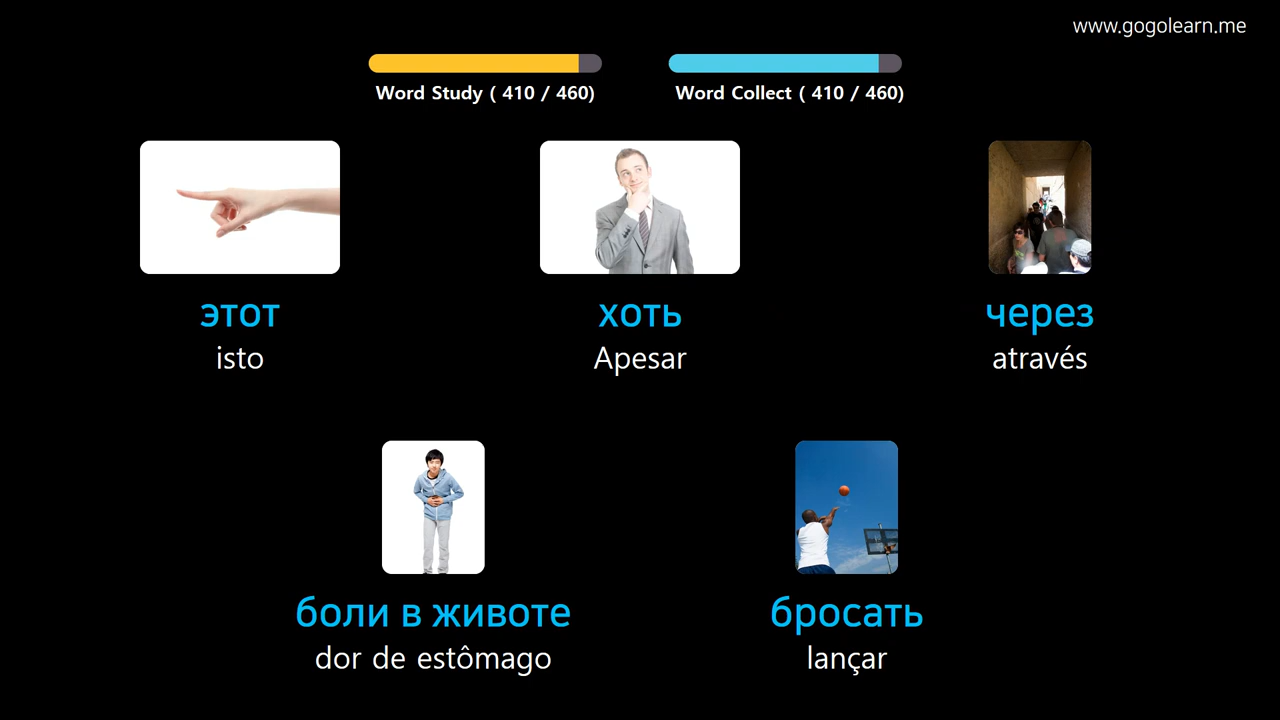 www.gogolearn.me
Word Study ( 410 / 460)
Word Collect ( 410 / 460)
этот
isto
хоть
Apesar
через
através
боли в животе
dor de estômago
бросать
lançar